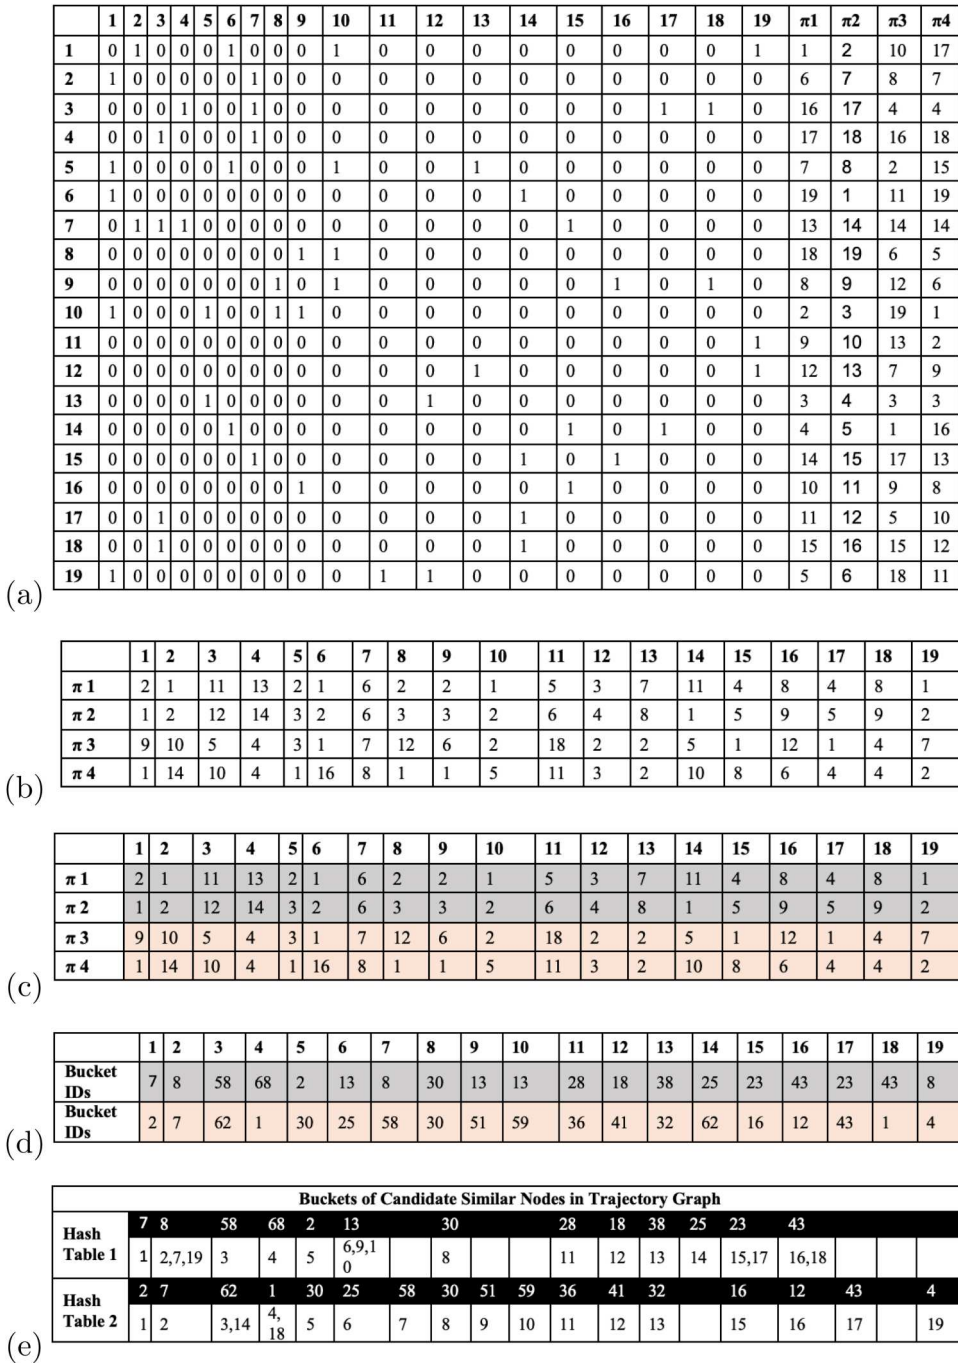 1 2 3 4 5 6 7 8 9 10 11 12 13 14 15 16 17 18 19 π1 π2 π3 π4
1 0 1 0 0 0 1 0 0 0 1 0 0 0 0 0 0 0 0 1 1 2 10 17
2 1 0 0 0 0 0 1 0 0 0 0 0 0 0 0 0 0 0 0 6 7 8 7
3 0 0 0 1 0 0 1 0 0 0 0 0 0 0 0 0 1 1 0 16 17 4 4
4 0 0 1 0 0 0 1 0 0 0 0 0 0 0 0 0 0 0 0 17 18 16 18
5 1 0 0 0 0 1 0 0 0 1 0 0 1 0 0 0 0 0 0 7 8 2 15
6 1 0 0 0 0 0 0 0 0 0 0 0 0 1 0 0 0 0 0 19 1 11 19
7 0 1 1 1 0 0 0 0 0 0 0 0 0 0 1 0 0 0 0 13 14 14 14
8 0 0 0 0 0 0 0 0 1 1 0 0 0 0 0 0 0 0 0 18 19 6 5
9 0 0 0 0 0 0 0 1 0 1 0 0 0 0 0 1 0 1 0 8 9 12 6
10 1 0 0 0 1 0 0 1 1 0 0 0 0 0 0 0 0 0 0 2 3 19 1
11 0 0 0 0 0 0 0 0 0 0 0 0 0 0 0 0 0 0 1 9 10 13 2
12 0 0 0 0 0 0 0 0 0 0 0 0 1 0 0 0 0 0 1 12 13 7 9
13 0 0 0 0 1 0 0 0 0 0 0 1 0 0 0 0 0 0 0 3 4 3 3
14 0 0 0 0 0 1 0 0 0 0 0 0 0 0 1 0 1 0 0 4 5 1 16
15 0 0 0 0 0 0 1 0 0 0 0 0 0 1 0 1 0 0 0 14 15 17 13
16 0 0 0 0 0 0 0 0 1 0 0 0 0 0 1 0 0 0 0 10 11 9 8
17 0 0 1 0 0 0 0 0 0 0 0 0 0 1 0 0 0 0 0 11 12 5 10
18 0 0 1 0 0 0 0 0 0 0 0 0 0 1 0 0 0 0 0 15 16 15 12
19 1 0 0 0 0 0 0 0 0 0 1 1 0 0 0 0 0 0 0 5 6 18 11
(a)
1 2 3 4 5 6 7 8 9 10 11 12 13 14 15 16 17 18 19
π 1 2 1 11 13 2 1 6 2 2 1 5 3 7 11 4 8 4 8 1
π 2 1 2 12 14 3 2 6 3 3 2 6 4 8 1 5 9 5 9 2
π 3 9 10 5 4 3 1 7 12 6 2 18 2 2 5 1 12 1 4 7
π 4 1 14 10 4 1 16 8 1 1 5 11 3 2 10 8 6 4 4 2
(b)
1 2 3 4 5 6 7 8 9 10 11 12 13 14 15 16 17 18 19
π 1 2 1 11 13 2 1 6 2 2 1 5 3 7 11 4 8 4 8 1
π 2 1 2 12 14 3 2 6 3 3 2 6 4 8 1 5 9 5 9 2
π 3 9 10 5 4 3 1 7 12 6 2 18 2 2 5 1 12 1 4 7
π 4 1 14 10 4 1 16 8 1 1 5 11 3 2 10 8 6 4 4 2
(c)
1 2 3 4 5 6 7 8 9 10 11 12 13 14 15 16 17 18 19
Bucket IDs 7 8 58 68 2 13 8 30 13 13 28 18 38 25 23 43 23 43 8
Bucket IDs 2 7 62 1 30 25 58 30 51 59 36 41 32 62 16 12 43 1 4
(d)
Buckets of Candidate Similar Nodes in Trajectory Graph
Hash Table 1 7 8 58 68 2 13 30 28 18 38 25 23 43
1 2,7,19 3 4 5 6,9,10 8 11 12 13 14 15,17 16,18
Hash Table 2 2 7 62 1 30 25 58 30 51 59 36 41 32 16 12 43 4
1 2 3,14 4, 18 5 6 7 8 9 10 11 12 13 15 16 17 19
(e)